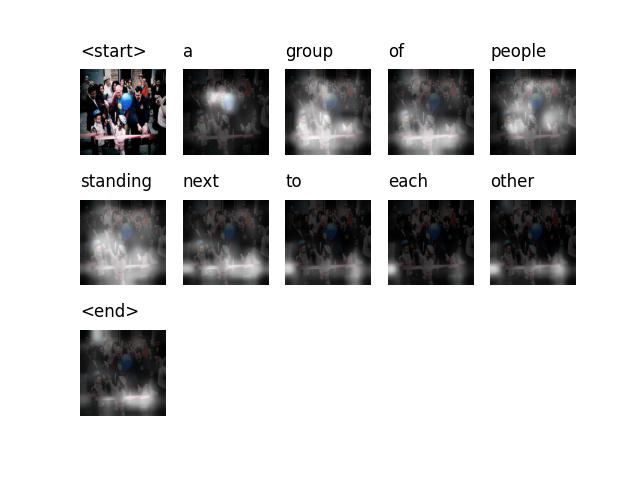 <start> a group of people
standing next to each other
<end>